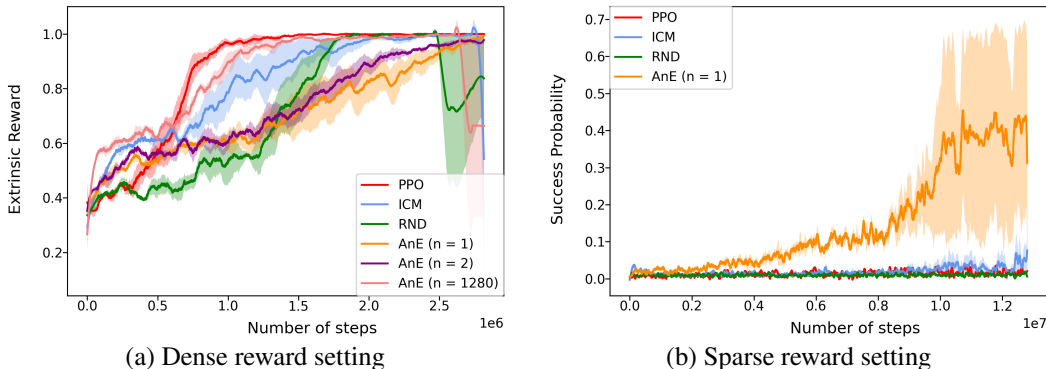 Extrinsic Reward
1.0
0.8
0.6
0.4
0.2
PPO
ICM
RND
AnE (n = 1)
AnE (n = 2)
AnE (n = 1280)
0.0 0.5 1.0 1.5 2.0 2.5
1e6
Number of steps
(a) Dense reward setting
Success Probability
0.7
0.6
0.5
0.4
0.3
0.2
0.1
0.0
PPO
ICM
RND
AnE (n = 1)
0.0 0.2 0.4 0.6 0.8 1.0 1.2
1e7
Number of steps
(b) Sparse reward setting